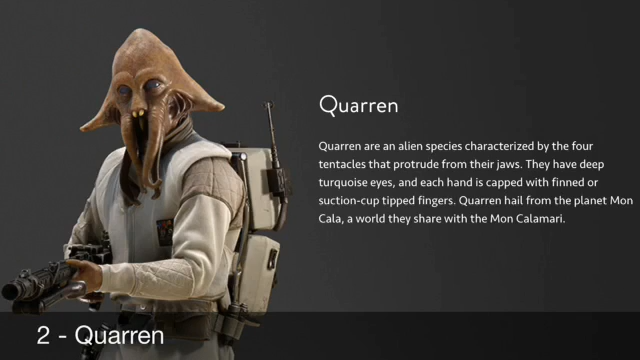 Quarren
Quarren are an alien species characterized by the four
tentacles that protrude from their jaws. They have deep
turquoise eyes, and each hand is capped with finned or
suction-cup tipped fingers. Quarren hail from the planet Mon
Cala, a world they share with the Mon Calamari.
2 - Quarren